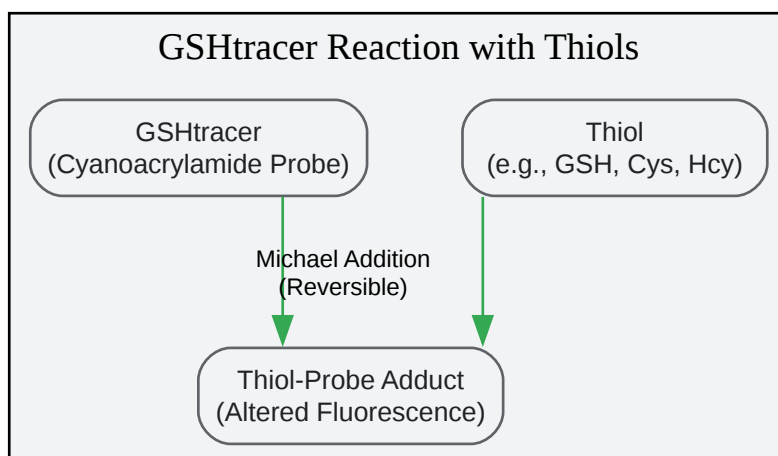 GSHtracer Reaction with Thiols
GSHtracer
(Cyanoacrylamide Probe)
Thiol
(e.g., GSH, Cys, Hcy)
Michael Addition
(Reversible)
Thiol-Probe Adduct
(Altered Fluorescence)